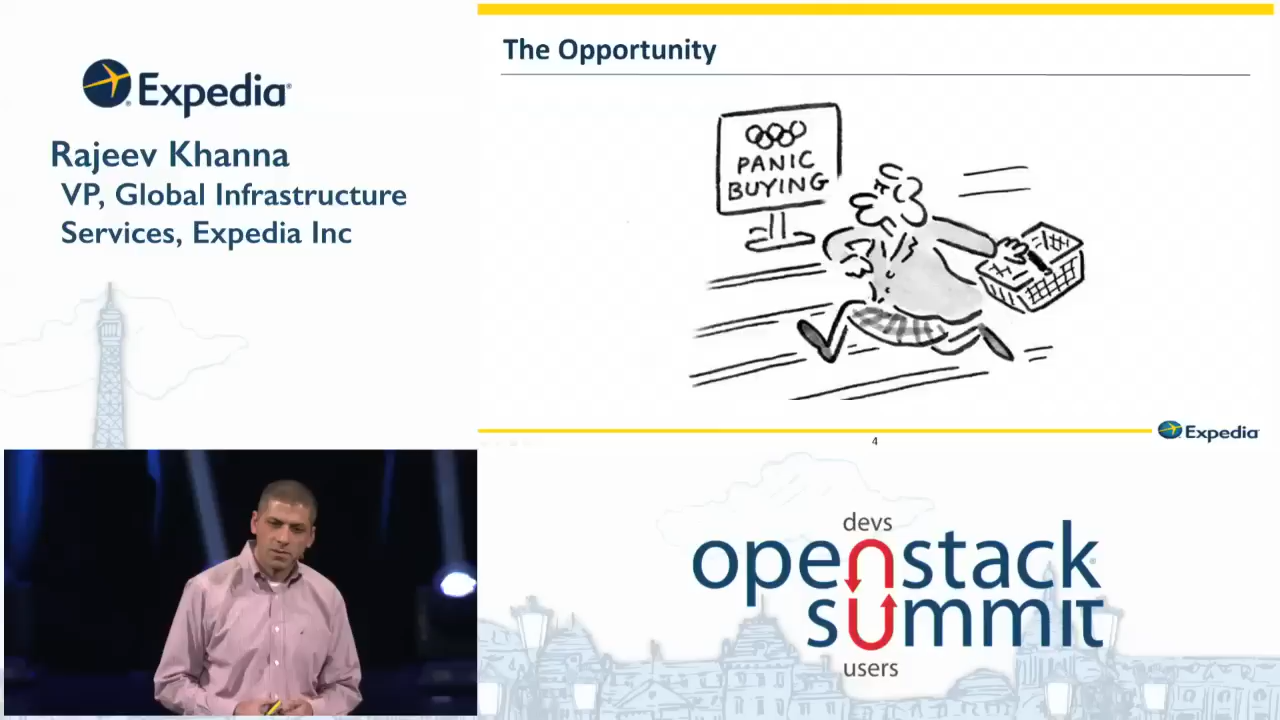 Expedia
Rajeev Khanna
VP, Global Infrastructure
Services, Expedia Inc
The Opportunity
PANIC
BUYING
4
Expedia
devs
openstack
summit
users